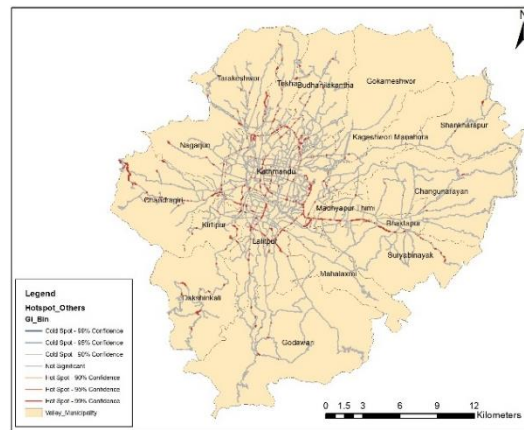 N
Tarakeshwor
Tokha
Budhanilakantha
Gokarneshwor
Shankharapur
Kageshwori Manohora
Nagarjun
Kathmandu
Changunarayan
Chandragiri
Madhyapur Thimi
Bhaktapur
Kirtipur
Lalitpur
Suryabinayak
Mahalaxmi
Dakshinkali
Godawari
Legend
Hotspot_Others
Gi_Bin
Cold Spot - 99% Confidence
Cold Spot - 95% Confidence
Cold Spot - 90% Confidence
Not Significant
Hot Spot - 90% Confidence
Hot Spot - 95% Confidence
Hot Spot - 99% Confidence
Valley_Municipality
0 1.5 3 6 9 12
Kilometers